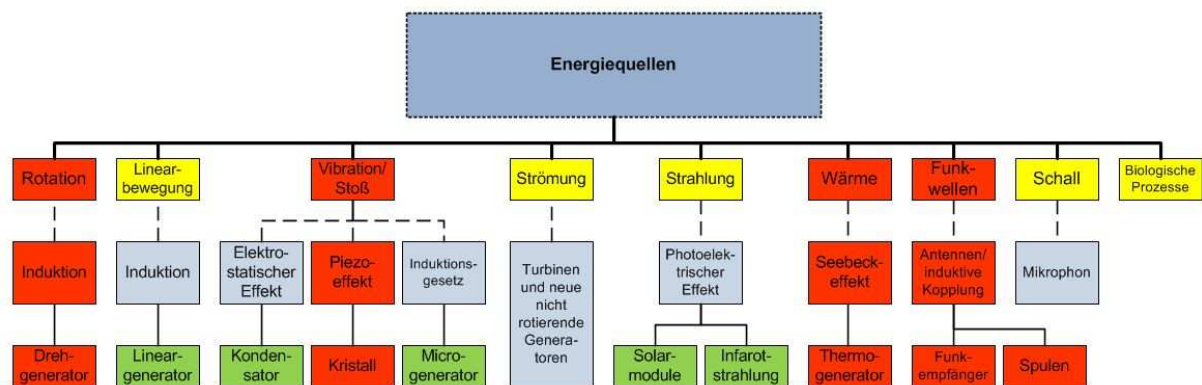 Energiequellen
Rotation
Linear-
bewegung
Vibration/
Stoß
Strömung
Strahlung
Wärme
Funk-
wellen
Schall
Biologische
Prozesse
Induktion
Induktion
Elektro-
statischer
Effekt
Piezo-
effekt
Induktions-
gesetz
Turbinen
und neue
nicht
rotierende
Genera-
toren
Photoelek-
trischer
Effekt
Seebeck-
effekt
Antennen/
induktive
Kopplung
Mikrophon
Dreh-
generator
Linear-
generator
Konden-
sator
Kristall
Micro-
generator
Solar-
module
Infarot-
strahlung
Thermo-
generator
Funk-
empfänger
Spulen